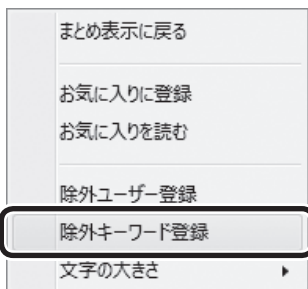 まとめ表示に戻る
お気に入りに登録
お気に入りを読む
除外ユーザー登録
除外キーワード登録
文字の大きさ